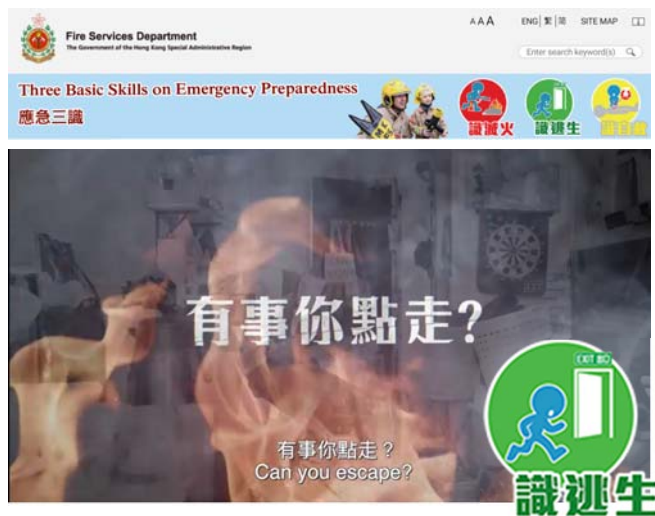 Fire Services Department
The Government of the Hong Kong Special Administrative Region
A A A ENG 繁 简 SITE MAP
Enter search keyword(s)
Three Basic Skills on Emergency Preparedness
應急三識
識滅火
識逃生
有事你點走?
有事你點走?
Can you escape?
EXIT 出口
識逃生